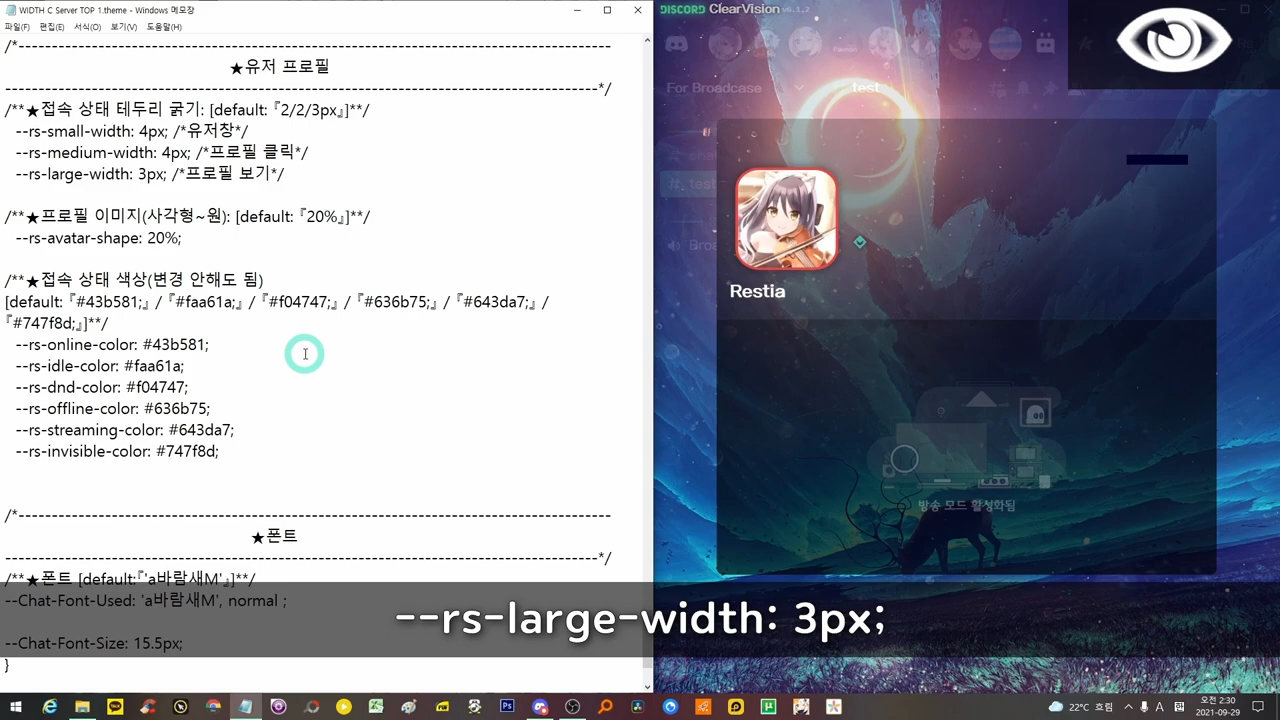 WIDTH C Server TOP 1.theme - Windows 메모장
파일(F) 편집(E) 서식(O) 보기(V) 도움말(H)
/*------------------------------------------------------------------------------------
★유저 프로필
------------------------------------------------------------------------------------*/
/**★접속 상태 테두리 굵기: [default: 『2/2/3px』]**/
--rs-small-width: 4px; /*유저창*/
--rs-medium-width: 4px; /*프로필 클릭*/
--rs-large-width: 3px; /*프로필 보기*/
/**★프로필 이미지(사각형~원): [default: 『20%』]**/
--rs-avatar-shape: 20%;
/**★접속 상태 색상(변경 안해도 됨)
[default: 『#43b581;』 / 『#faa61a;』 / 『#f04747;』 / 『#636b75;』 / 『#643da7;』 /
『#747f8d;』]**/
--rs-online-color: #43b581;
--rs-idle-color: #faa61a;
--rs-dnd-color: #f04747;
--rs-offline-color: #636b75;
--rs-streaming-color: #643da7;
--rs-invisible-color: #747f8d;
/*------------------------------------------------------------------------------------
★폰트
------------------------------------------------------------------------------------*/
/**★폰트 [default:『'a바람새M'』]**/
--Chat-Font-Used: 'a바람새M', normal ;
--Chat-Font-Size: 15.5px;
}
DISCORD ClearVision v6.1.2
For Broadcase
test
# test
Restia
방송 모드 활성화됨
--rs-large-width: 3px;
22℃ 흐림
A
오전 2:30
2021-09-29